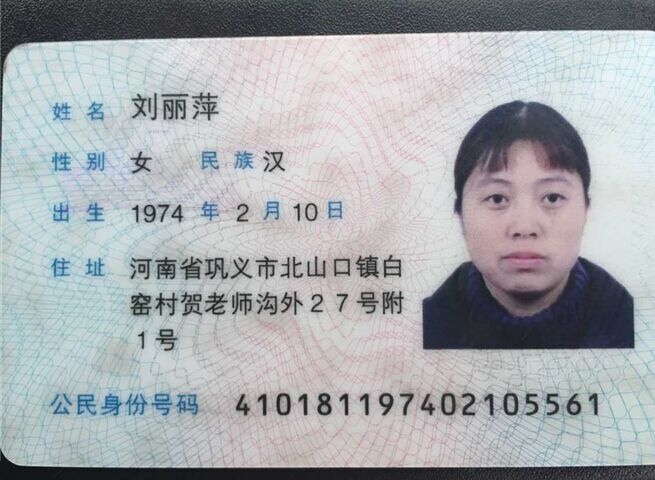 姓名 刘丽萍
性别 女 民族 汉
出生 1974 年 2 月 10 日
住址 河南省巩义市北山口镇白
窑村贺老师沟外27号附
1号
公民身份号码 410181197402105561